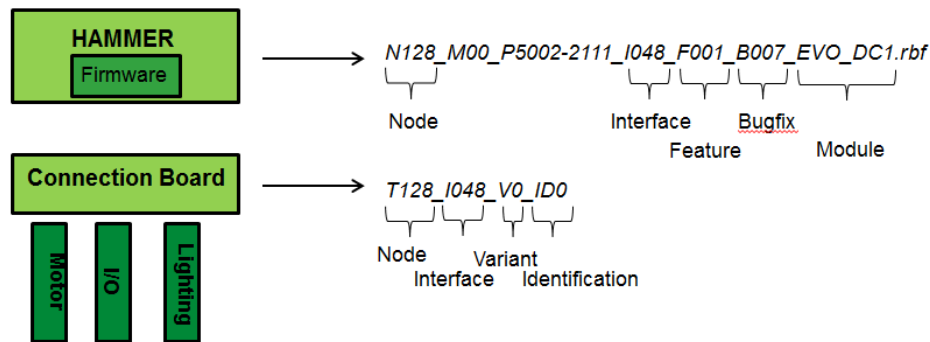 HAMMER
Firmware
N128_M00_P5002-2111_I048_F001_B007_EVO_DC1.rbf
Node
Interface
Bugfix
Feature
Module
Connection Board
T128_I048_V0_ID0
Node
Variant
Interface
Identification
Motor
I/O
Lighting